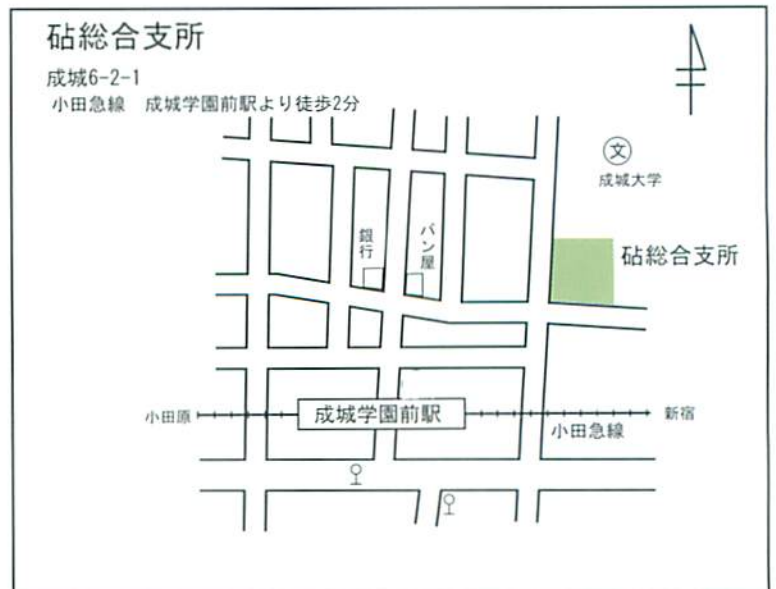 砧総合支所
成城6-2-1
小田急線 成城学園前駅より徒歩2分
文
成城大学
銀行
パン屋
砧総合支所
小田原
成城学園前駅
新宿
小田急線